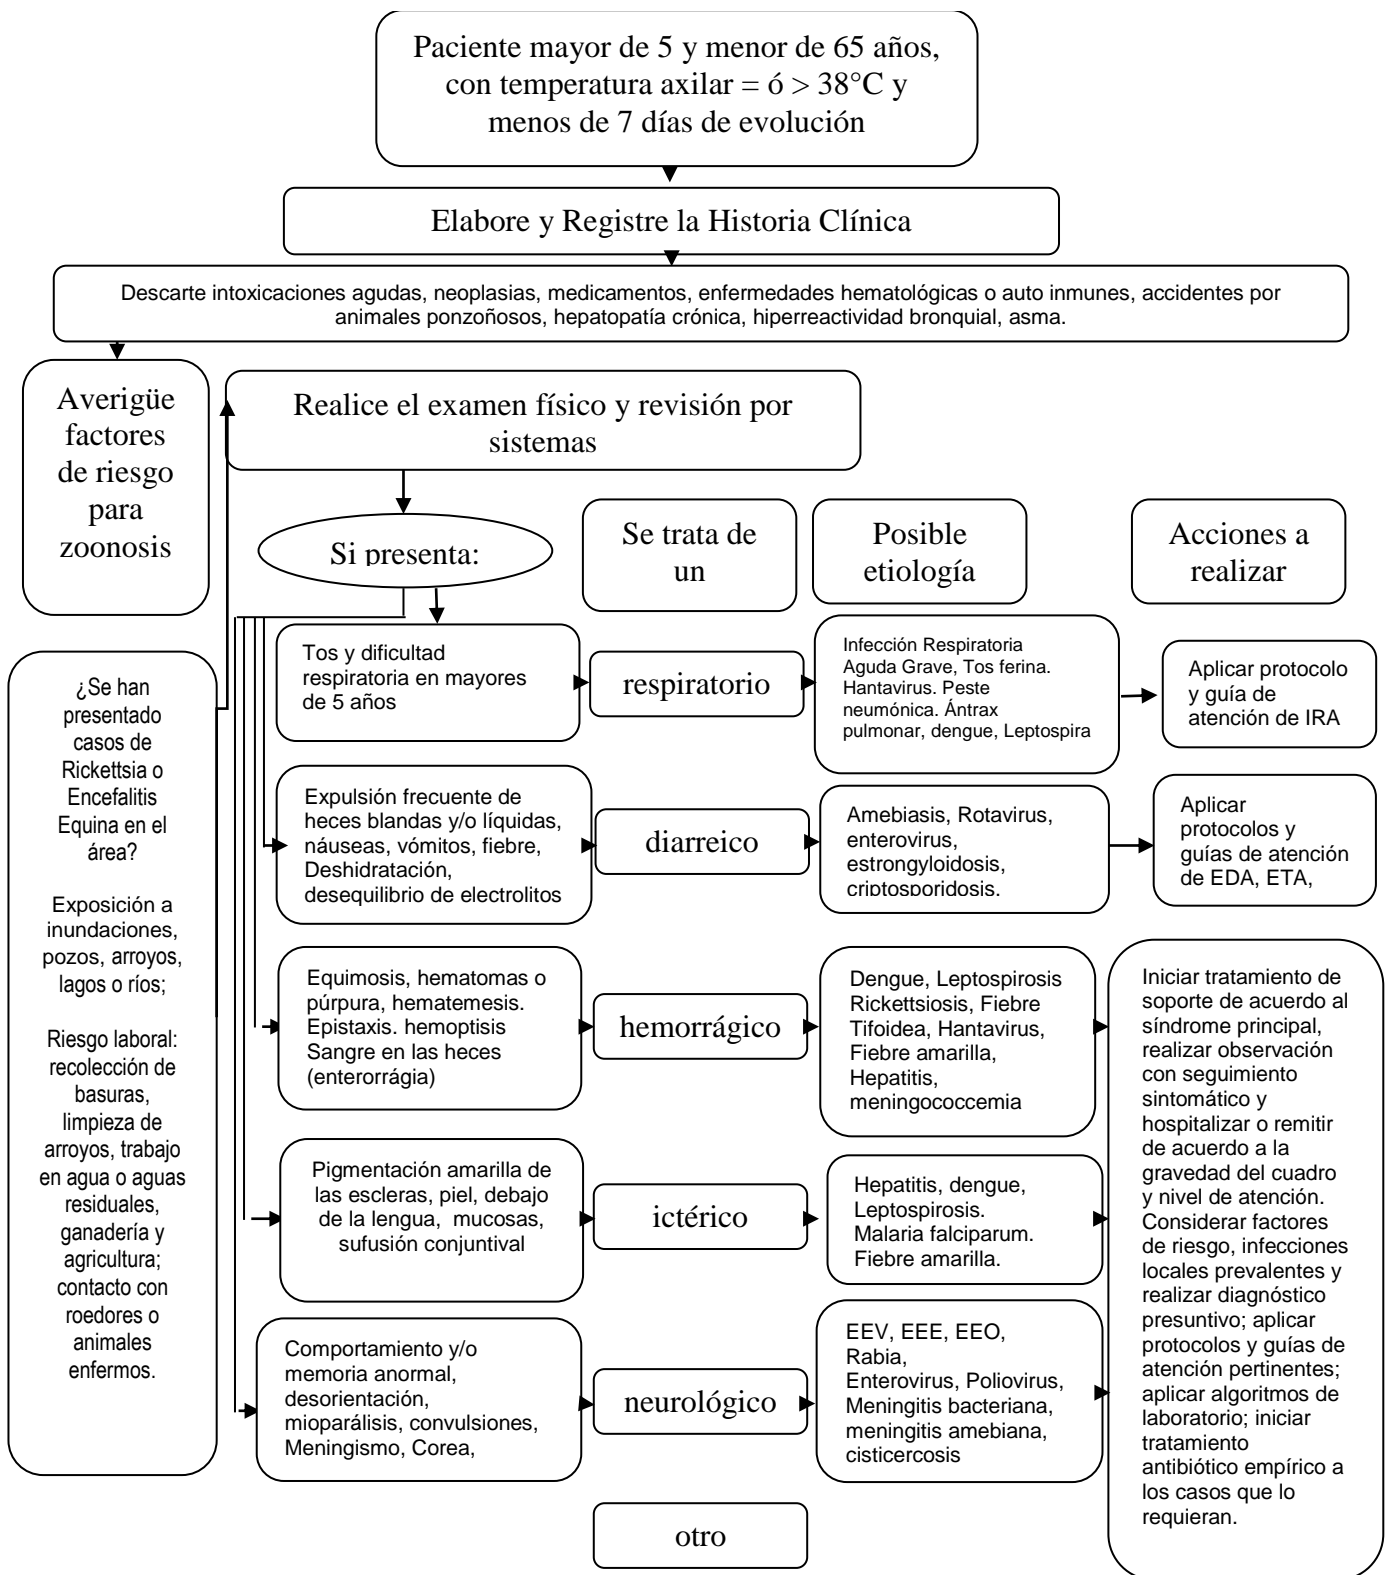 Paciente mayor de 5 y menor de 65 años,
con temperatura axilar = ó > 38°C y
menos de 7 días de evolución
Elabore y Registre la Historia Clínica
Descarte intoxicaciones agudas, neoplasias, medicamentos, enfermedades hematológicas o auto inmunes, accidentes por
animales ponzoñosos, hepatopatía crónica, hiperreactividad bronquial, asma.
Averigüe
factores
de riesgo
para
zoonosis
Realice el examen físico y revisión por
sistemas
Si presenta:
Se trata de
un
Posible
etiología
Acciones a
realizar
¿Se han
presentado
casos de
Rickettsia o
Encefalitis
Equina en el
área?
Exposición a
inundaciones,
pozos, arroyos,
lagos o ríos;
Riesgo laboral:
recolección de
basuras,
limpieza de
arroyos, trabajo
en agua o aguas
residuales,
ganadería y
agricultura;
contacto con
roedores o
animales
enfermos.
Tos y dificultad
respiratoria en mayores
de 5 años
respiratorio
Infección Respiratoria
Aguda Grave, Tos ferina.
Hantavirus. Peste
neumónica. Ántrax
pulmonar, dengue, Leptospira
Aplicar protocolo
y guía de
atención de IRA
Expulsión frecuente de
heces blandas y/o líquidas,
náuseas, vómitos, fiebre,
Deshidratación,
desequilibrio de electrolitos
diarreico
Amebiasis, Rotavirus,
enterovirus,
estrongyloidosis,
criptosporidosis.
Aplicar
protocolos y
guías de atención
de EDA, ETA,
Equimosis, hematomas o
púrpura, hematemesis.
Epistaxis. hemoptisis
Sangre en las heces
(enterorrágia)
hemorrágico
Dengue, Leptospirosis
Rickettsiosis, Fiebre
Tifoidea, Hantavirus,
Fiebre amarilla,
Hepatitis,
meningococcemia
Pigmentación amarilla de
las escleras, piel, debajo
de la lengua, mucosas,
sufusión conjuntival
ictérico
Hepatitis, dengue,
Leptospirosis.
Malaria falciparum.
Fiebre amarilla.
Comportamiento y/o
memoria anormal,
desorientación,
mioparálisis, convulsiones,
Meningismo, Corea,
neurológico
EEV, EEE, EEO,
Rabia,
Enterovirus, Poliovirus,
Meningitis bacteriana,
meningitis amebiana,
cisticercosis
Iniciar tratamiento de
soporte de acuerdo al
síndrome principal,
realizar observación
con seguimiento
sintomático y
hospitalizar o remitir
de acuerdo a la
gravedad del cuadro
y nivel de atención.
Considerar factores
de riesgo, infecciones
locales prevalentes y
realizar diagnóstico
presuntivo; aplicar
protocolos y guías de
atención pertinentes;
aplicar algoritmos de
laboratorio; iniciar
tratamiento
antibiótico empírico a
los casos que lo
requieran.
otro